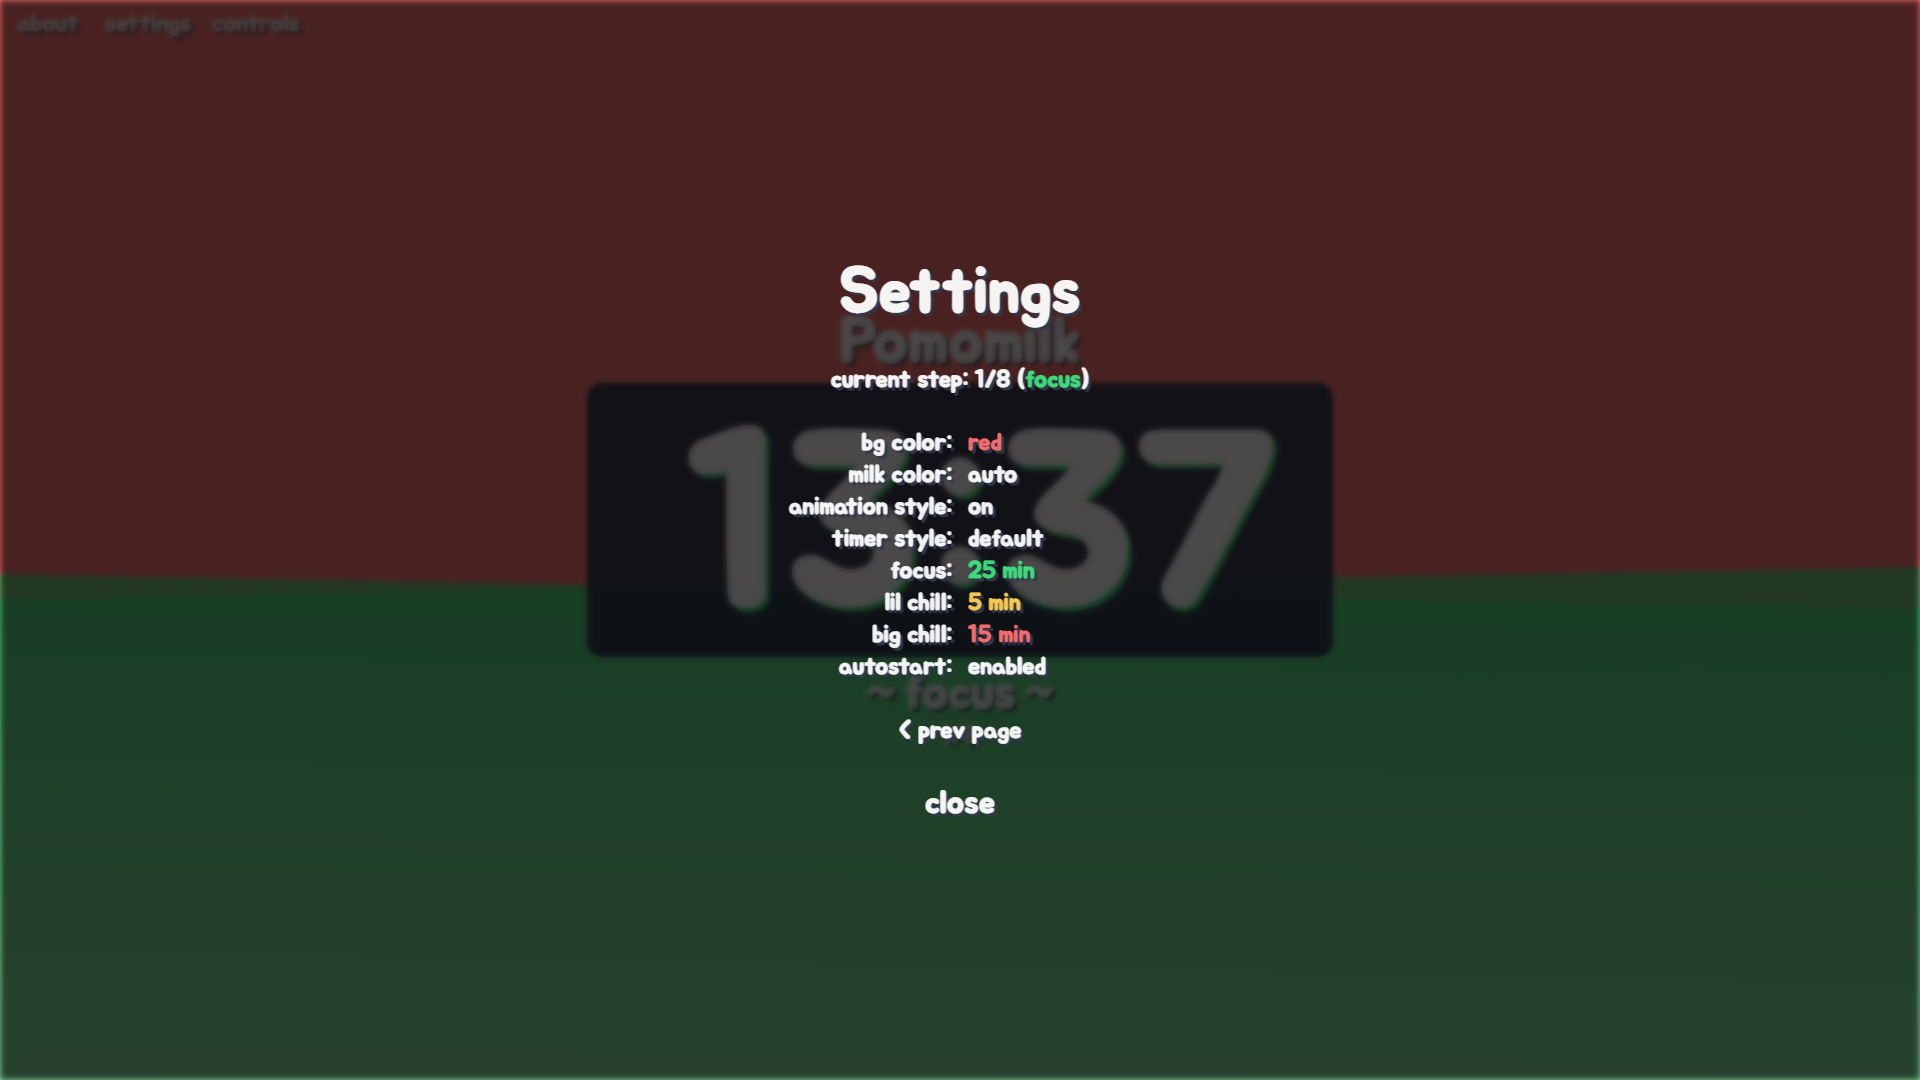 about settings controls
Settings
Pomomilk
current step: 1/8 (focus)
13:37
bg color: red
milk color: auto
animation style: on
timer style: default
focus: 25 min
lil chill: 5 min
big chill: 15 min
autostart: enabled
~ focus ~
< prev page
close